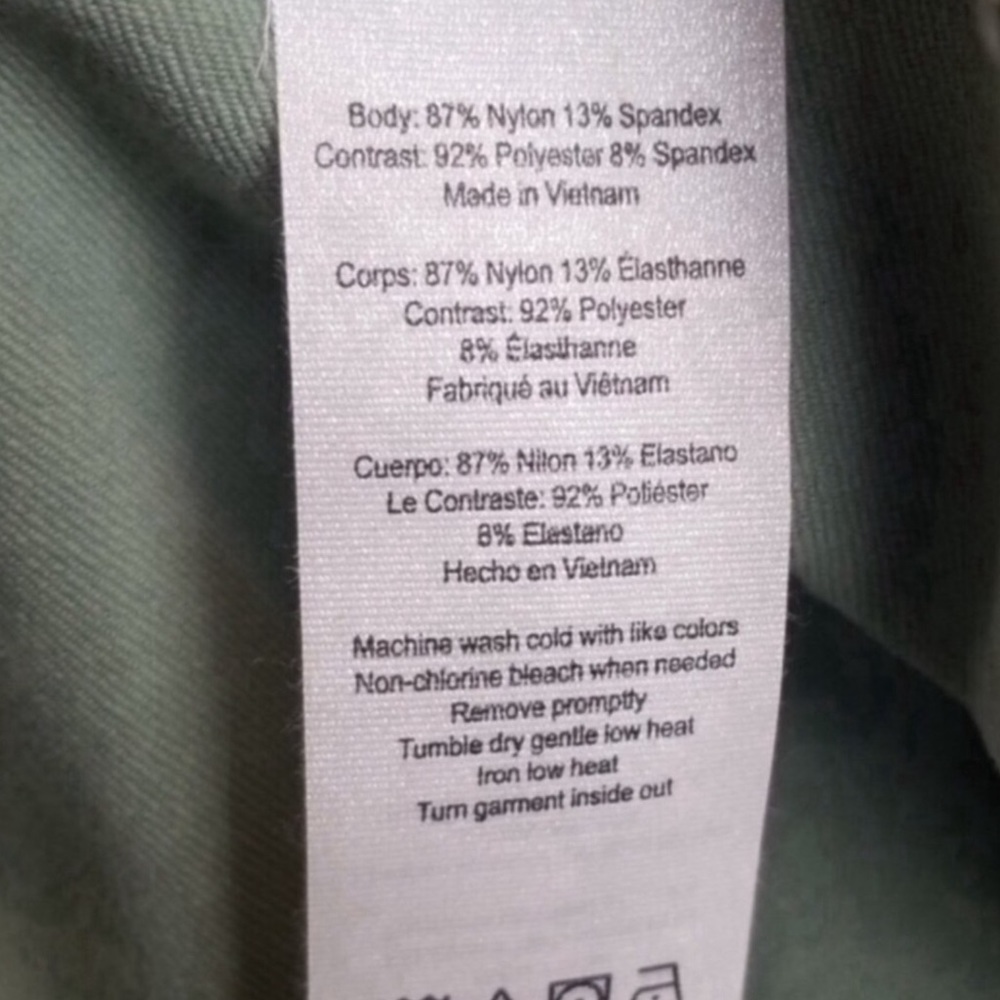 Body: 87% Nylon 13% Spandex
Contrast: 92% Polyester 8% Spandex
Made in Vietnam
Corps: 87% Nylon 13% Élasthanne
Contrast: 92% Polyester
8% Élasthanne
Fabriqué au Viêtnam
Cuerpo: 87% Nilon 13% Elastano
Le Contraste: 92% Poliéster
8% Elastano
Hecho en Vietnam
Machine wash cold with like colors
Non-chlorine bleach when needed
Remove promptly
Tumble dry gentle low heat
Iron low heat
Turn garment inside out